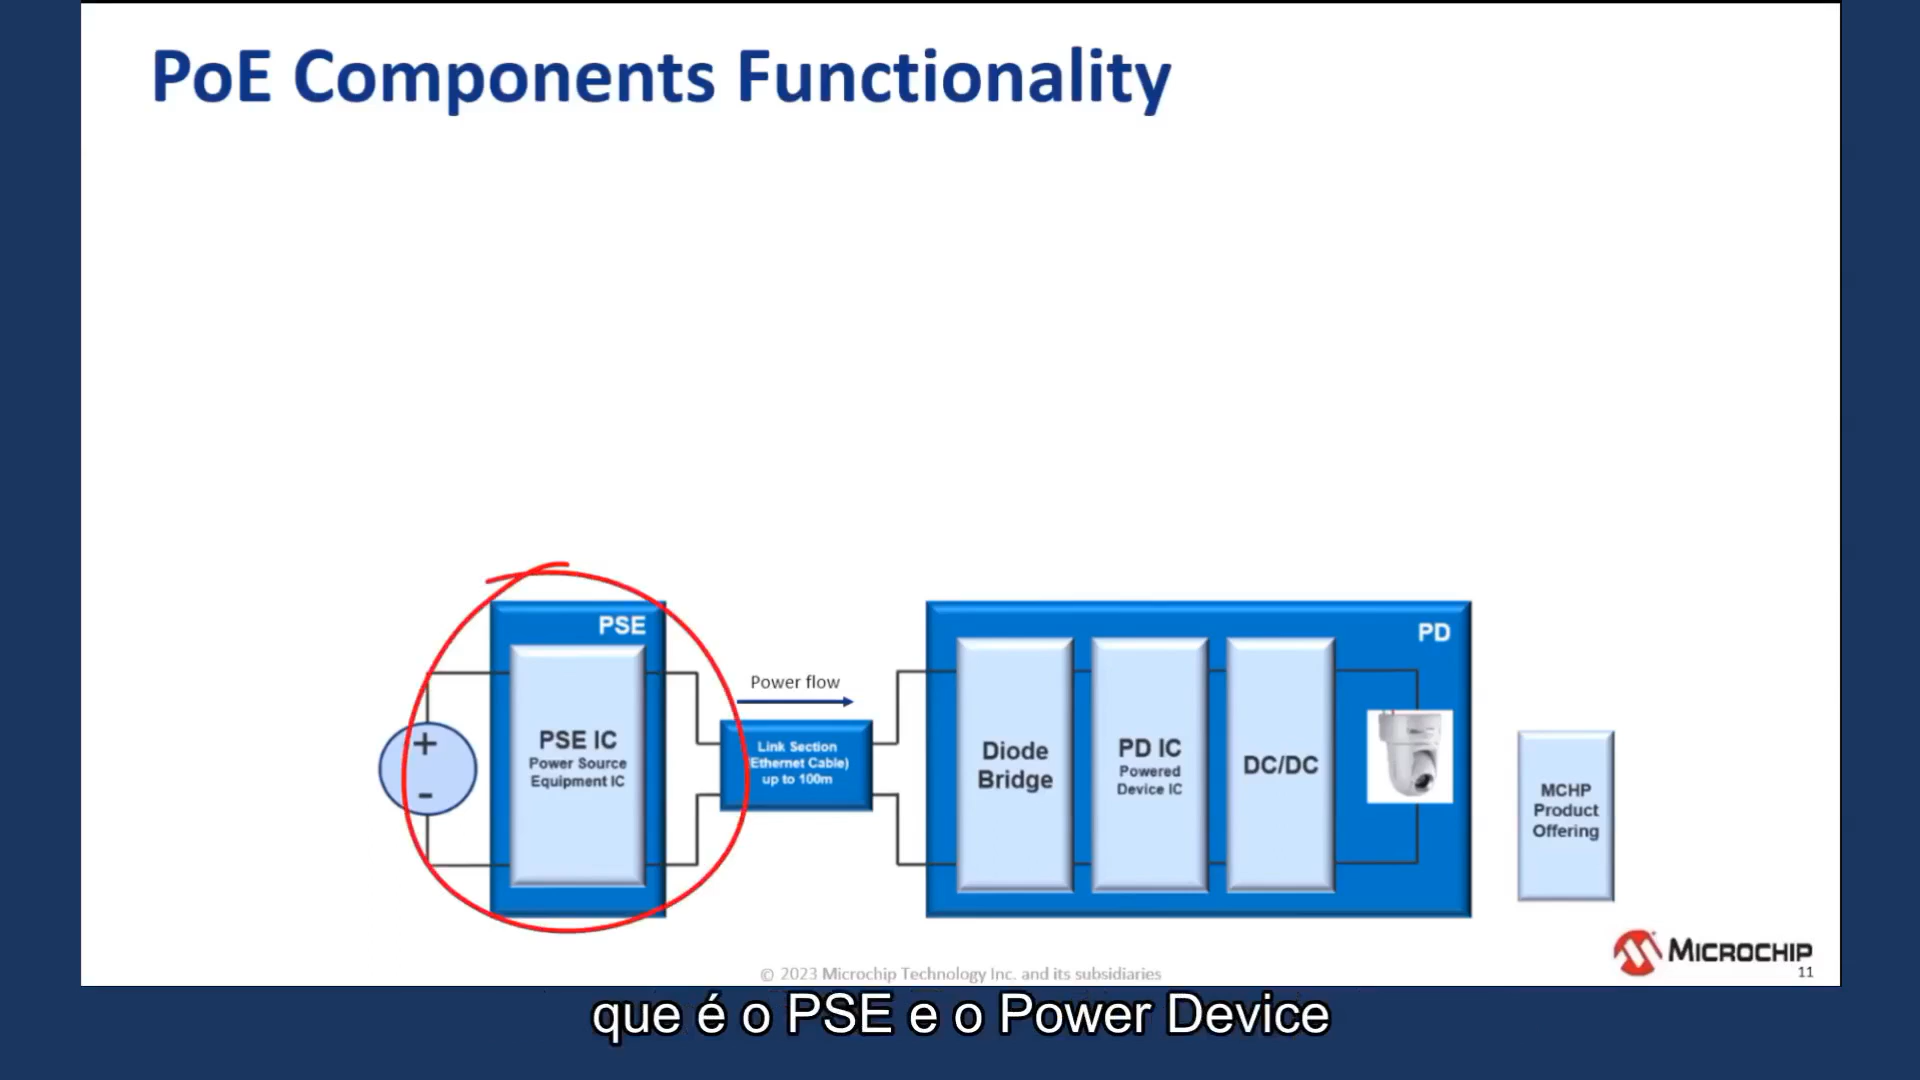 PoE Components Functionality
PSE
PSE IC
Power Source
Equipment IC
+
-
Power flow
Link Section
(Ethernet Cable)
up to 100m
PD
Diode
Bridge
PD IC
Powered
Device IC
DC/DC
MCHP
Product
Offering
MICROCHIP
11
© 2023 Microchip Technology Inc. and its subsidiaries
que é o PSE e o Power Device